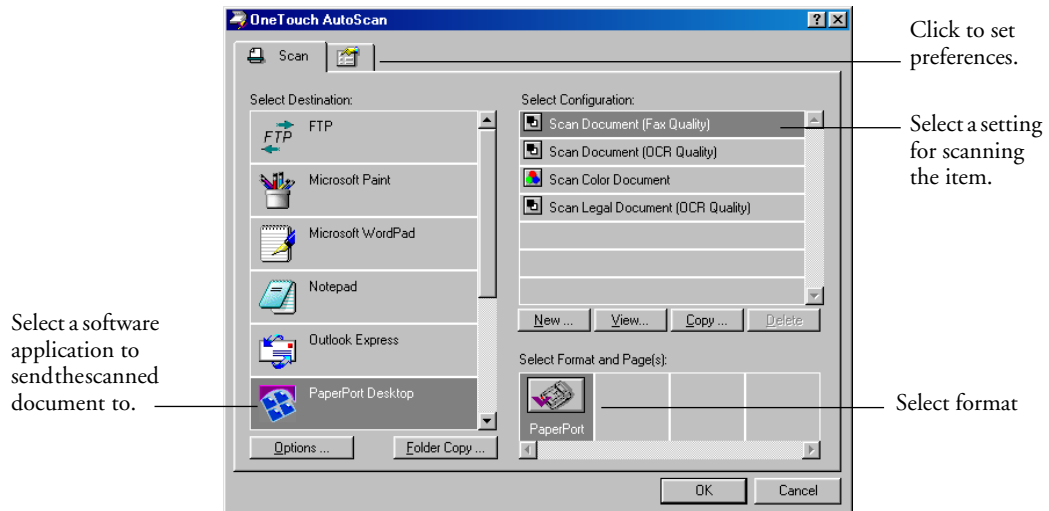 OneTouch AutoScan
Scan
Click to set
preferences.
Select Destination:
FTP
FTP
Microsoft Paint
Microsoft WordPad
Notepad
Outlook Express
PaperPort Desktop
Options ...
Folder Copy ...
Select a software
application to
send the scanned
document to.
Select Configuration:
Scan Document (Fax Quality)
Scan Document (OCR Quality)
Scan Color Document
Scan Legal Document (OCR Quality)
Select a setting
for scanning
the item.
New ...
View...
Copy ...
Delete
Select Format and Page(s):
PaperPort
Select format
OK
Cancel